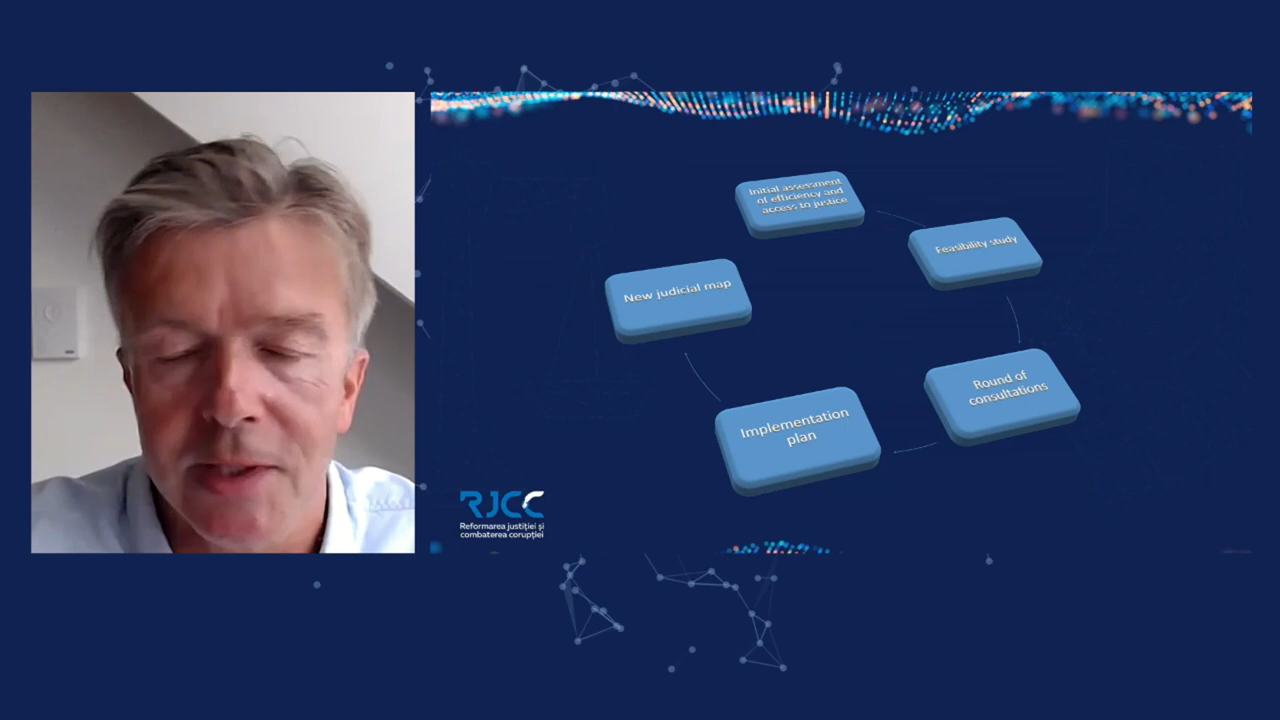 Initial assessment
of efficiency and
access to justice
Feasibility study
New judicial map
Round of
consultations
Implementation
plan
RJCC
Reformarea justiției și
combaterea corupției